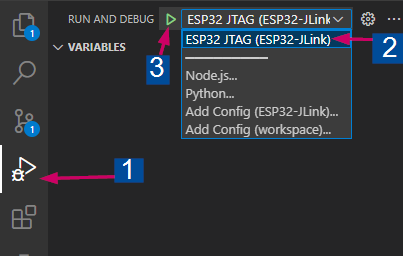 RUN AND DEBUG
ESP32 JTAG (ESP32-JLink
VARIABLES
ESP32 JTAG (ESP32-JLink)
Node.js...
Python...
Add Config (ESP32-JLink)...
Add Config (workspace)...
1
1
1
2
3